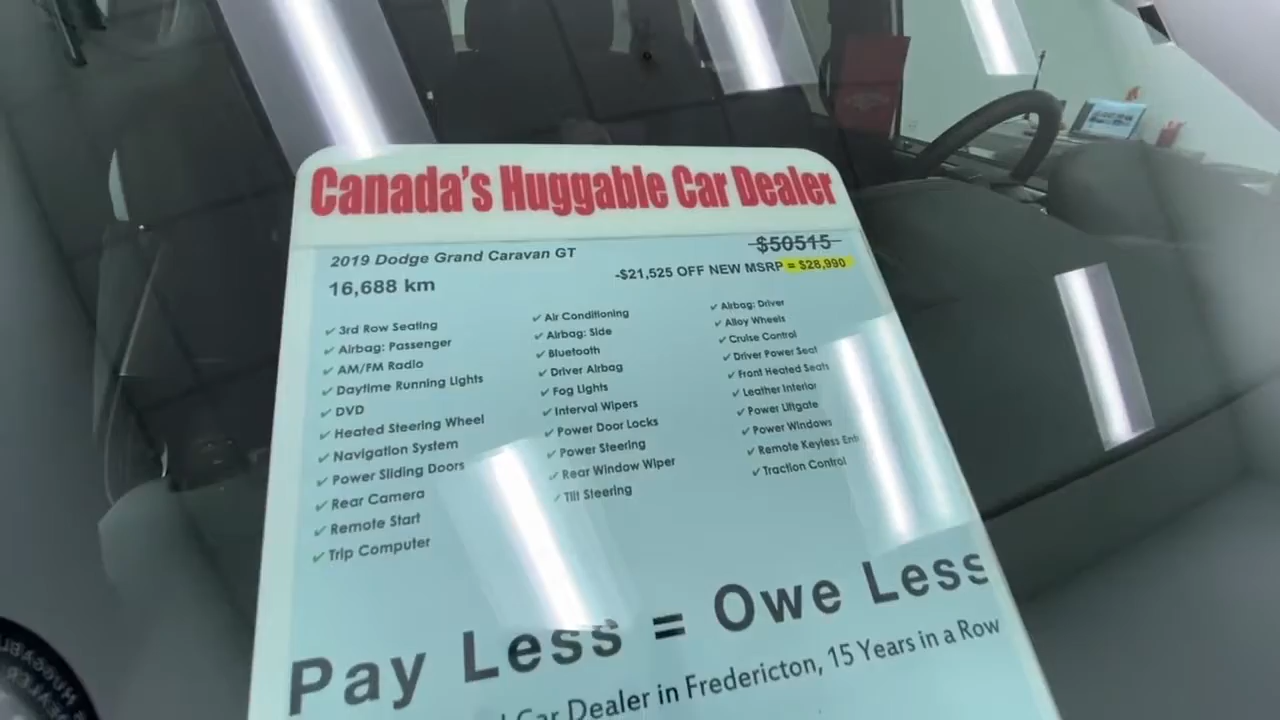 Canada's Huggable Car Dealer
2019 Dodge Grand Caravan GT
$50515
16,688 km
-$21,525 OFF NEW MSRP = $28,990
✓ 3rd Row Seating
✓ Airbag: Passenger
✓ AM/FM Radio
✓ Daytime Running Lights
✓ DVD
✓ Heated Steering Wheel
✓ Navigation System
✓ Power Sliding Doors
✓ Rear Camera
✓ Remote Start
✓ Trip Computer
✓ Air Conditioning
✓ Airbag: Side
✓ Bluetooth
✓ Driver Airbag
✓ Fog Lights
✓ Interval Wipers
✓ Power Door Locks
✓ Power Steering
✓ Rear Window Wiper
✓ Tilt Steering
✓ Airbag: Driver
✓ Alloy Wheels
✓ Cruise Control
✓ Driver Power Seat
✓ Front Heated Seats
✓ Leather Interior
✓ Power Liftgate
✓ Power Windows
✓ Remote Keyless Ent
✓ Traction Control
Pay Less = Owe Less
Car Dealer in Fredericton, 15 Years in a Row